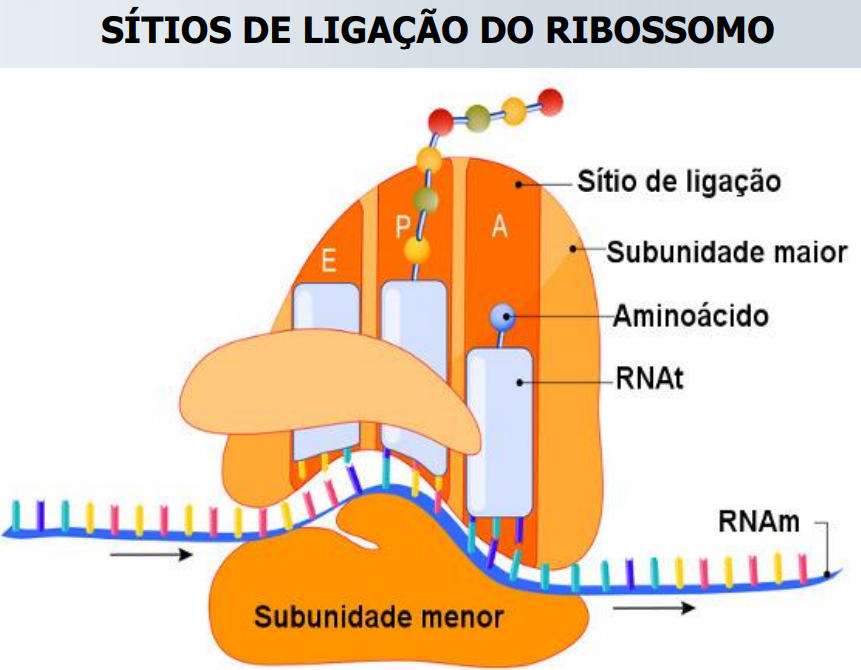 SÍTIOS DE LIGAÇÃO DO RIBOSSOMO
Sítio de ligação
P
A
E
Subunidade maior
Aminoácido
RNAt
RNAm
Subunidade menor